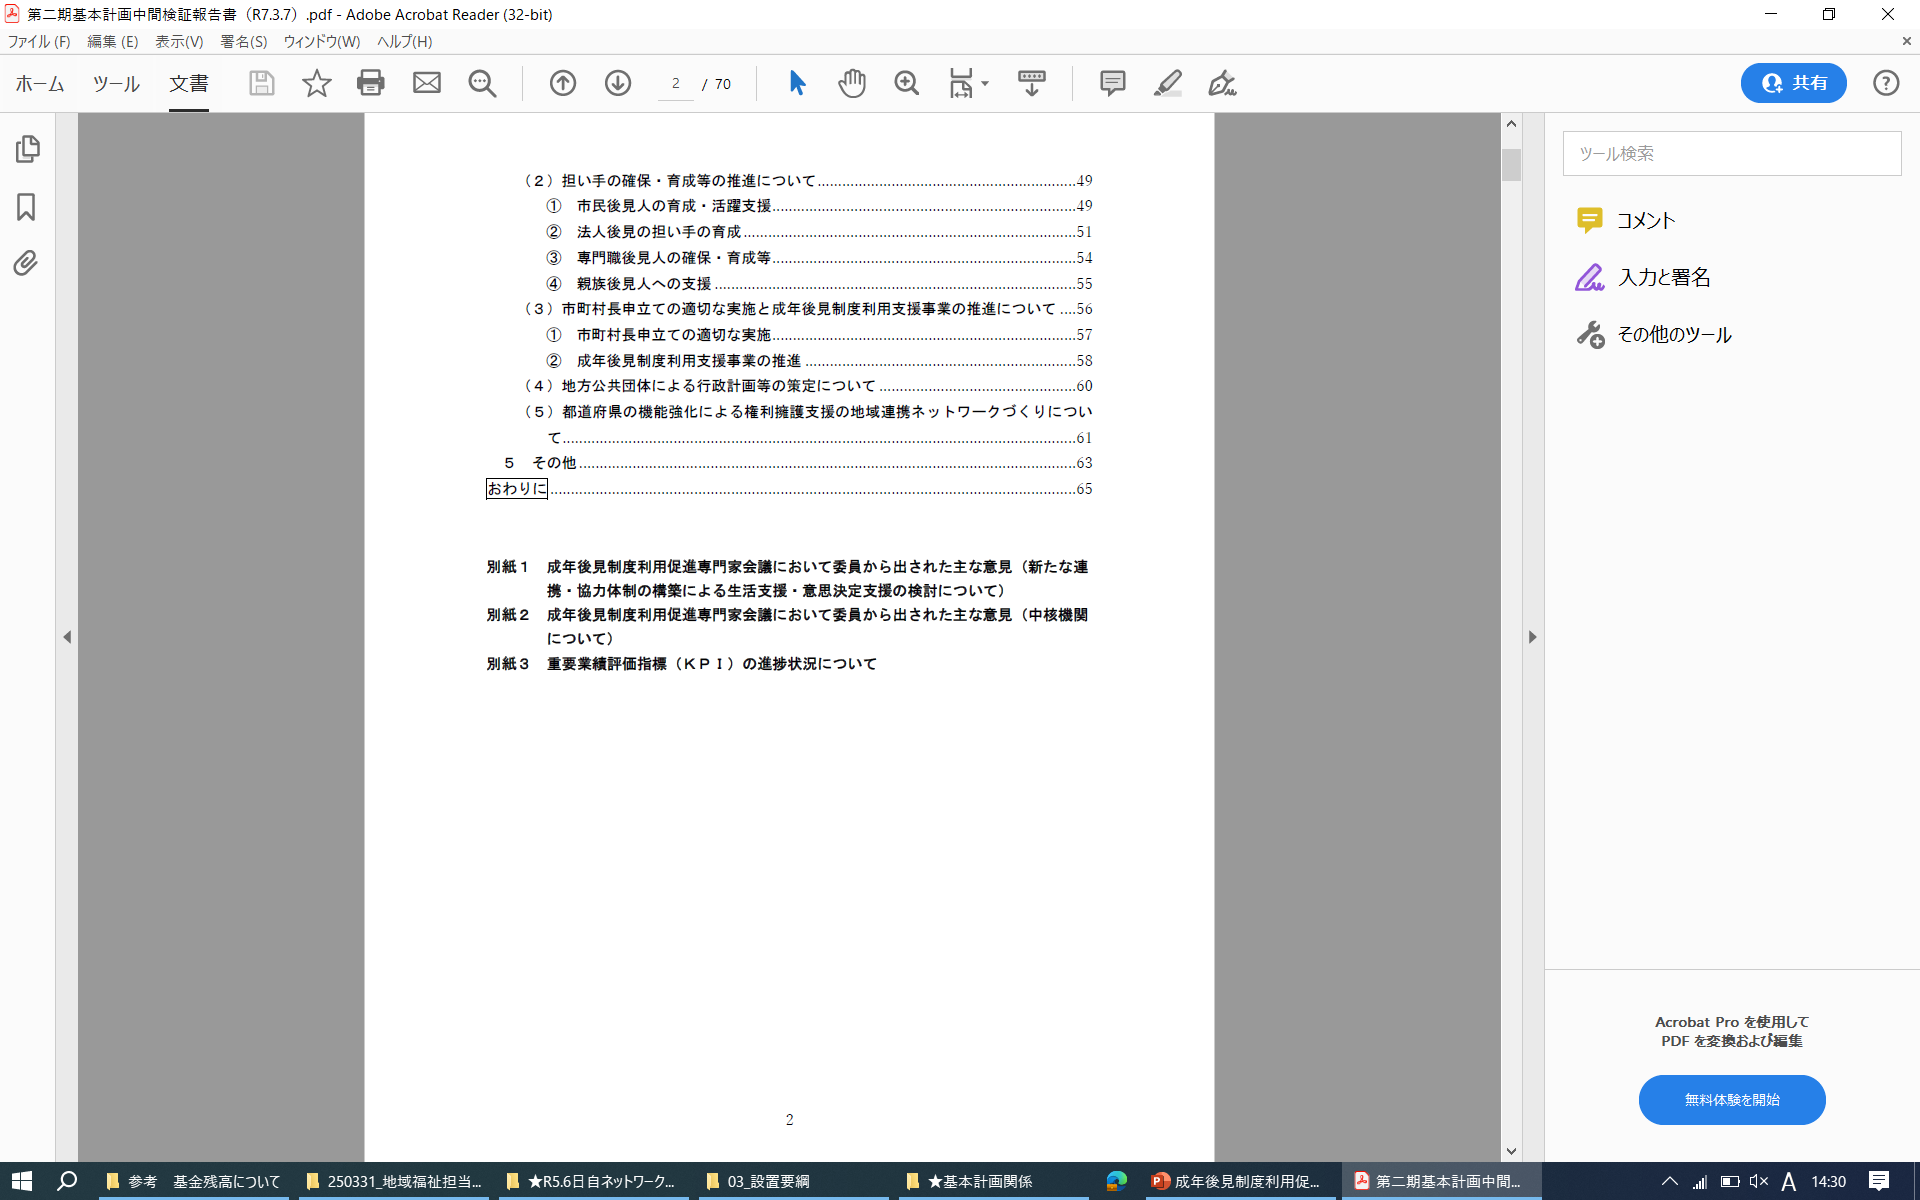 第二期基本計画中間検証報告書（R7.3.7）.pdf - Adobe Acrobat Reader (32-bit)
ファイル(F) 編集(E) 表示(V) 署名(S) ウィンドウ(W) ヘルプ(H)
ホーム ツール 文書 2 / 70 共有
ツール検索
コメント
入力と署名
その他のツール
（２）担い手の確保・育成等の推進について 49
① 市民後見人の育成・活躍支援 49
② 法人後見の担い手の育成 51
③ 専門職後見人の確保・育成等 54
④ 親族後見人への支援 55
（３）市町村長申立ての適切な実施と成年後見制度利用支援事業の推進について 56
① 市町村長申立ての適切な実施 57
② 成年後見制度利用支援事業の推進 58
（４）地方公共団体による行政計画等の策定について 60
（５）都道府県の機能強化による権利擁護支援の地域連携ネットワークづくりについ
て 61
５ その他 63
おわりに 65
別紙１ 成年後見制度利用促進専門家会議において委員から出された主な意見（新たな連
携・協力体制の構築による生活支援・意思決定支援の検討について）
別紙２ 成年後見制度利用促進専門家会議において委員から出された主な意見（中核機関
について）
別紙３ 重要業績評価指標（ＫＰＩ）の進捗状況について
2
Acrobat Pro を使用して
PDF を変換および編集
無料体験を開始
参考 基金残高について 250331_地域福祉担当... ★R5.6日自ネットワーク... 03_設置要綱 ★基本計画関係 成年後見制度利用促... 第二期基本計画中間... A 14:30